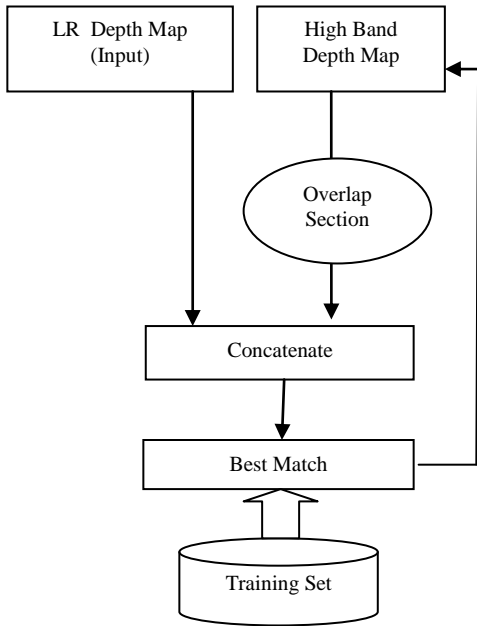 LR Depth Map
(Input)
High Band
Depth Map
Overlap
Section
Concatenate
Best Match
Training Set